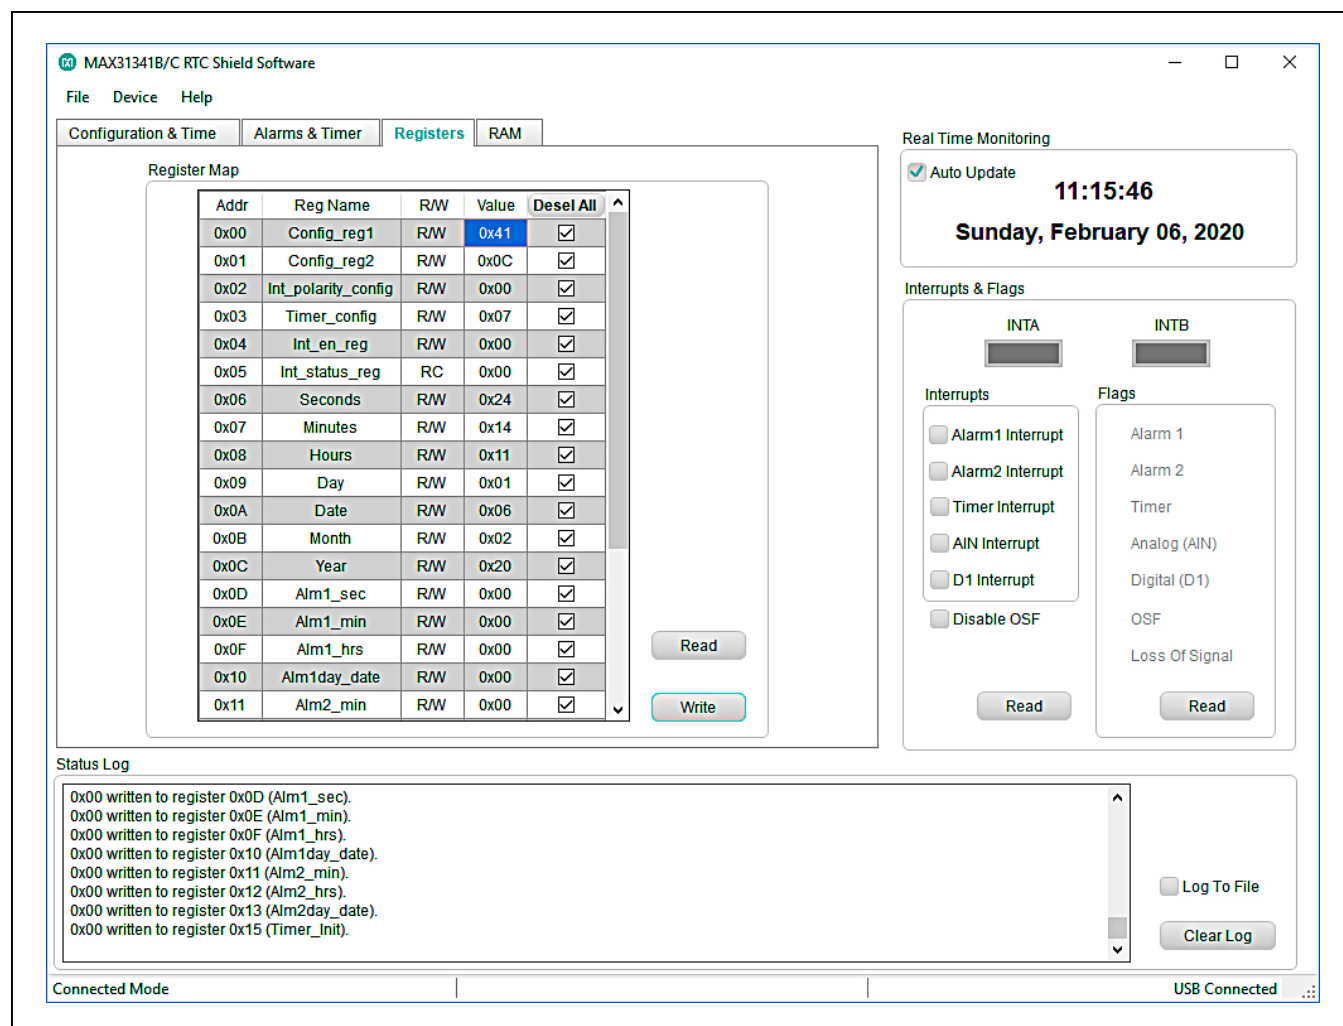 MAX31341B/C RTC Shield Software
File Device Help
Configuration & Time Alarms & Timer Registers RAM
Register Map
Addr Reg Name R/W Value Desel All
0x00 Config_reg1 R/W 0x41
0x01 Config_reg2 R/W 0x0C
0x02 Int_polarity_config R/W 0x00
0x03 Timer_config R/W 0x07
0x04 Int_en_reg R/W 0x00
0x05 Int_status_reg RC 0x00
0x06 Seconds R/W 0x24
0x07 Minutes R/W 0x14
0x08 Hours R/W 0x11
0x09 Day R/W 0x01
0x0A Date R/W 0x06
0x0B Month R/W 0x02
0x0C Year R/W 0x20
0x0D Alm1_sec R/W 0x00
0x0E Alm1_min R/W 0x00
0x0F Alm1_hrs R/W 0x00
0x10 Alm1day_date R/W 0x00
0x11 Alm2_min R/W 0x00
Read
Write
Real Time Monitoring
Auto Update
11:15:46
Sunday, February 06, 2020
Interrupts & Flags
INTA INTB
Interrupts
Alarm1 Interrupt
Alarm2 Interrupt
Timer Interrupt
AIN Interrupt
D1 Interrupt
Disable OSF
Read
Flags
Alarm 1
Alarm 2
Timer
Analog (AIN)
Digital (D1)
OSF
Loss Of Signal
Read
Status Log
0x00 written to register 0x0D (Alm1_sec).
0x00 written to register 0x0E (Alm1_min).
0x00 written to register 0x0F (Alm1_hrs).
0x00 written to register 0x10 (Alm1day_date).
0x00 written to register 0x11 (Alm2_min).
0x00 written to register 0x12 (Alm2_hrs).
0x00 written to register 0x13 (Alm2day_date).
0x00 written to register 0x15 (Timer_Init).
Log To File
Clear Log
Connected Mode USB Connected